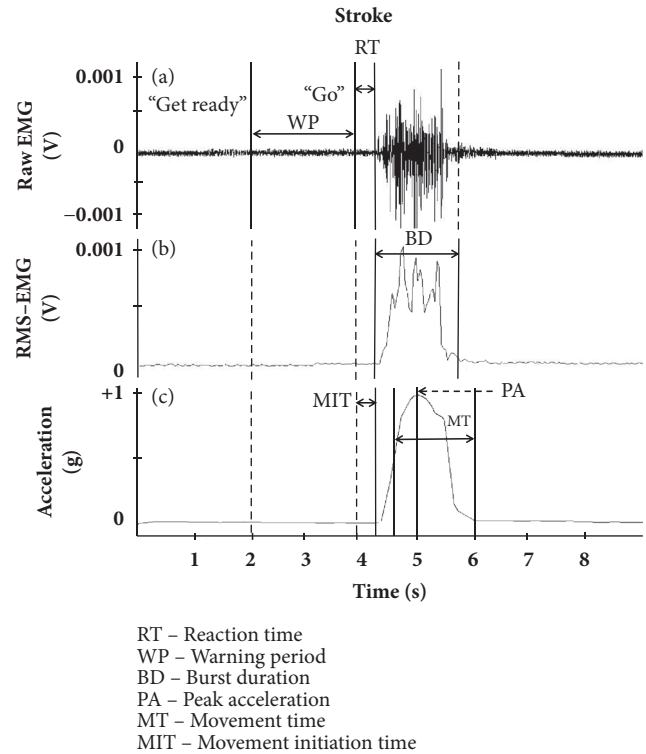 Stroke
RT
0.001
(a)
"Get ready"
"Go"
WP
0
−0.001
Raw EMG
(V)
0.001
(b)
BD
0
RMS–EMG
(V)
+1
(c)
PA
MIT
MT
0
Acceleration
(g)
1 2 3 4 5 6 7 8
Time (s)
RT – Reaction time
WP – Warning period
BD – Burst duration
PA – Peak acceleration
MT – Movement time
MIT – Movement initiation time